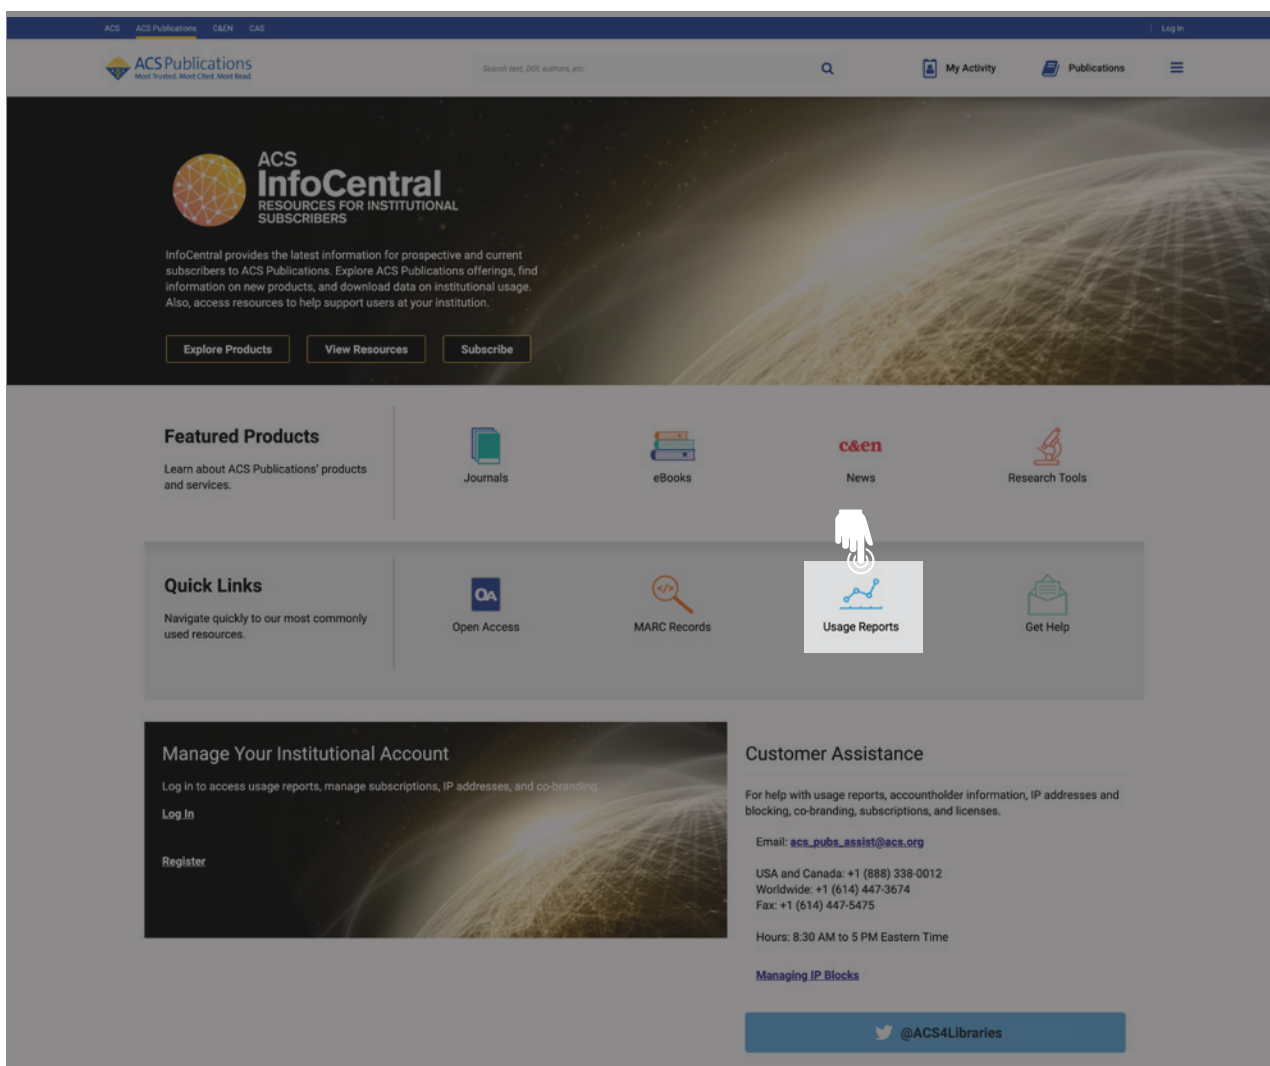 ACS ACS Publications C&EN CAS Log In
ACS Publications
Most Trusted. Most Cited. Most Read.
Search text, DOI, authors, etc.
My Activity Publications
ACS
InfoCentral
RESOURCES FOR INSTITUTIONAL
SUBSCRIBERS
InfoCentral provides the latest information for prospective and current
subscribers to ACS Publications. Explore ACS Publications offerings, find
information on new products, and download data on institutional usage.
Also, access resources to help support users at your institution.
Explore Products View Resources Subscribe
Featured Products
Learn about ACS Publications' products
and services.
Journals
eBooks
c&en
News
Research Tools
Quick Links
Navigate quickly to our most commonly
used resources.
OA
Open Access
</>
MARC Records
Usage Reports
Get Help
Manage Your Institutional Account
Log in to access usage reports, manage subscriptions, IP addresses, and co-branding.
Log In
Register
Customer Assistance
For help with usage reports, accountholder information, IP addresses and
blocking, co-branding, subscriptions, and licenses.
Email: acs_pubs_assist@acs.org
USA and Canada: +1 (888) 338-0012
Worldwide: +1 (614) 447-3674
Fax: +1 (614) 447-5475
Hours: 8:30 AM to 5 PM Eastern Time
Managing IP Blocks
@ACS4Libraries